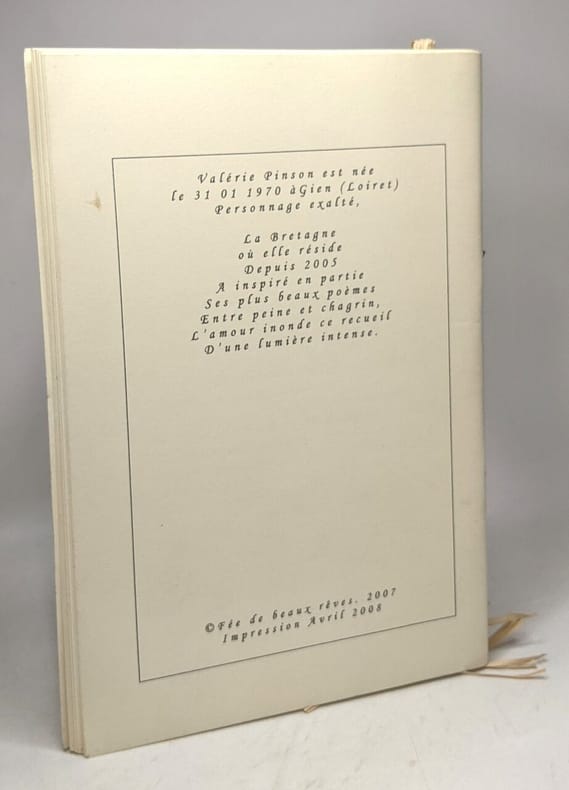 Valérie Pinson est née
le 31 01 1970 àGien (Loiret)
Personnage exalté,
La Bretagne
où elle réside
Depuis 2005
A inspiré en partie
Ses plus beaux poèmes
Entre peine et chagrin,
L'amour inonde ce recueil
D'une lumière intense.
©Fée de beaux rêves. 2007
Impression Avril 2008